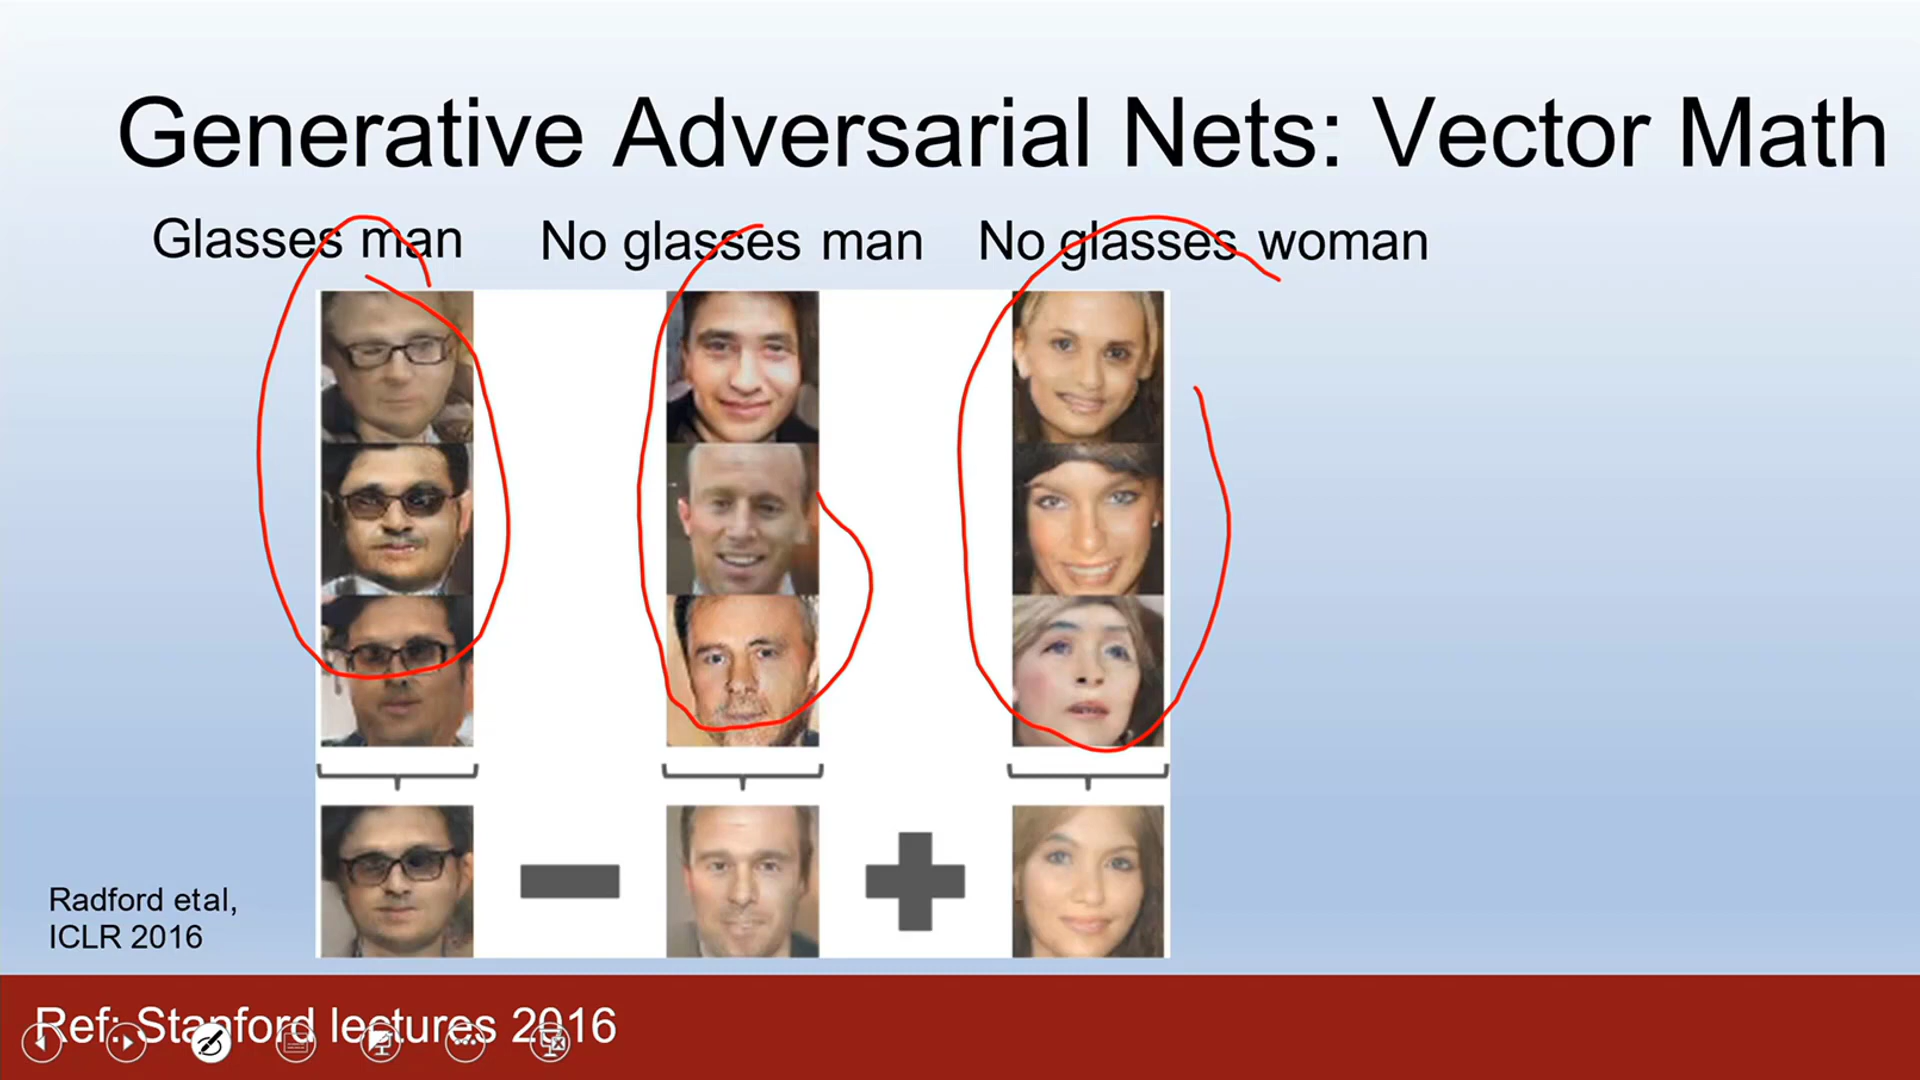 Generative Adversarial Nets: Vector Math
Glasses man No glasses man No glasses woman
Radford etal,
ICLR 2016
Ref: Stanford lectures 2016